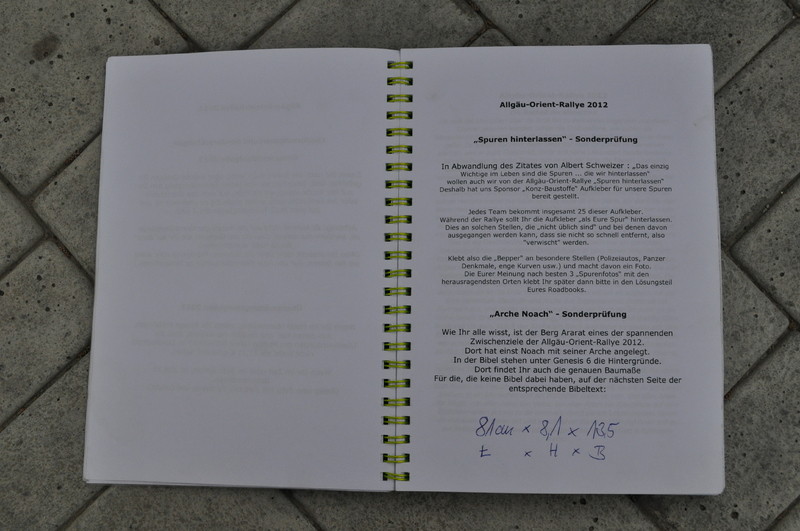 Allgäu-Orient-Rallye 2012
„Spuren hinterlassen" - Sonderprüfung
In Abwandlung des Zitates von Albert Schweizer : „Das einzig
Wichtige im Leben sind die Spuren ... die wir hinterlassen"
wollen auch wir von der Allgäu-Orient-Rallye „Spuren hinterlassen"
Deshalb hat uns Sponsor „Konz-Baustoffe" Aufkleber für unsere Spuren
bereit gestellt.
Jedes Team bekommt insgesamt 25 dieser Aufkleber.
Während der Rallye sollt Ihr die Aufkleber „als Eure Spur" hinterlassen.
Dies an solchen Stellen, die „nicht üblich sind" und bei denen davon
ausgegangen werden kann, dass sie nicht so schnell entfernt, also
"verwischt" werden.
Klebt also die „Bepper" an besondere Stellen (Polizeiautos, Panzer
Denkmale, enge Kurven usw.) und macht davon ein Foto.
Die Eurer Meinung nach besten 3 „Spurenfotos" mit den
herausragendsten Orten klebt Ihr später dann bitte in den Lösungsteil
Eures Roadbooks.
„Arche Noach" - Sonderprüfung
Wie Ihr alle wisst, ist der Berg Ararat eines der spannenden
Zwischenziele der Allgäu-Orient-Rallye 2012.
Dort hat einst Noach mit seiner Arche angelegt.
In der Bibel stehen unter Genesis 6 die Hintergründe.
Dort findet Ihr auch die genauen Baumaße
Für die, die keine Bibel dabei haben, auf der nächsten Seite der
entsprechende Bibeltext:
81cm x 8,1 x 135
Ł x H x B